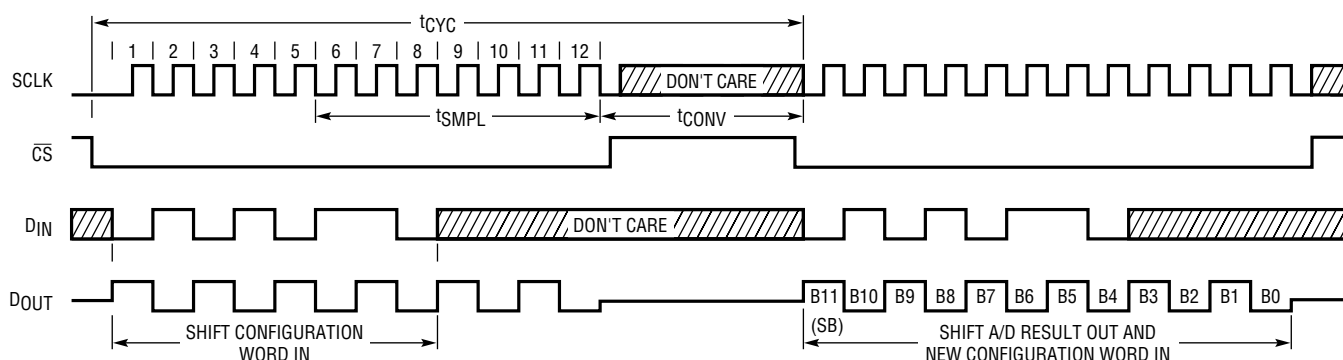 tCYC
1 2 3 4 5 6 7 8 9 10 11 12
SCLK
DON'T CARE
tSMPL
tCONV
CS
DIN
DON'T CARE
DOUT
B11 B10 B9 B8 B7 B6 B5 B4 B3 B2 B1 B0
(SB)
SHIFT CONFIGURATION
WORD IN
SHIFT A/D RESULT OUT AND
NEW CONFIGURATION WORD IN